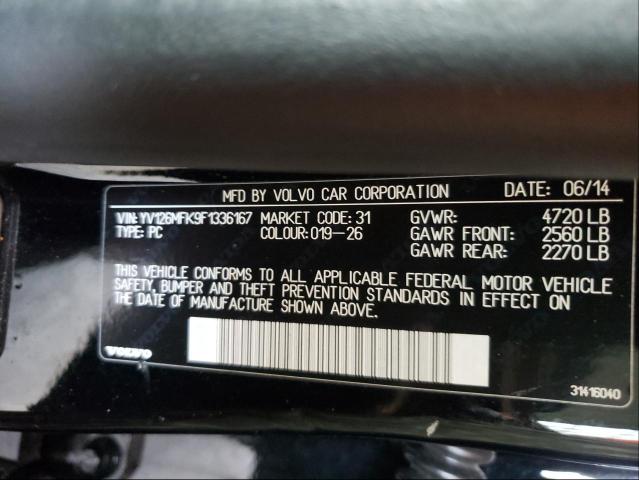 MFD BY VOLVO CAR CORPORATION DATE: 06/14
VIN: YV126MFK9F1336167 MARKET CODE: 31 GVWR: 4720 LB
TYPE: PC COLOUR: 019-26 GAWR FRONT: 2560 LB
GAWR REAR: 2270 LB
THIS VEHICLE CONFORMS TO ALL APPLICABLE FEDERAL MOTOR VEHICLE
SAFETY, BUMPER AND THEFT PREVENTION STANDARDS IN EFFECT ON
THE DATE OF MANUFACTURE SHOWN ABOVE.
VOLVO
31416040